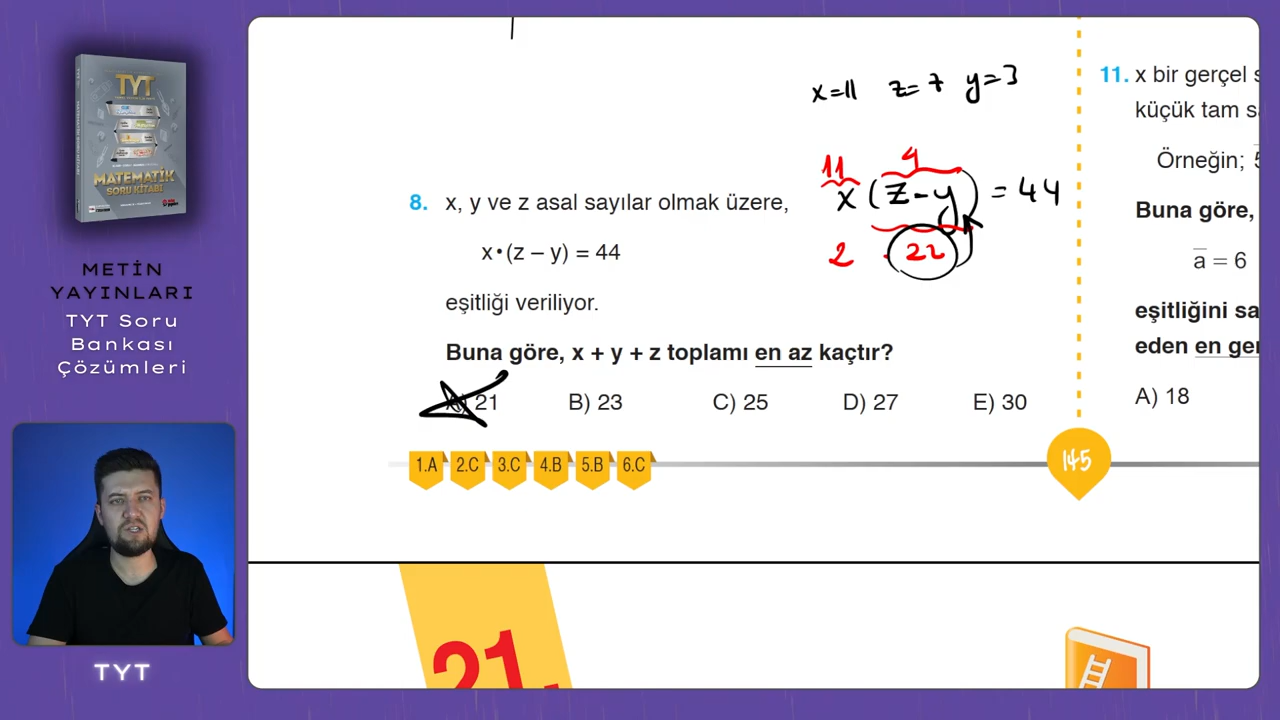 TYT
MATEMATİK
SORU KİTABI
METİN
YAYINLARI
TYT Soru
Bankası
Çözümleri
TYT
x=11 z=7 y=3
11 4
x (z-y) = 44
2 . 22
8. x, y ve z asal sayılar olmak üzere,
x•(z – y) = 44
eşitliği veriliyor.
Buna göre, x + y + z toplamı en az kaçtır?
A) 21 B) 23 C) 25 D) 27 E) 30
1.A 2.C 3.C 4.B 5.B 6.C
145
11. x bir gerçel s
küçük tam sa
Örneğin; 5
Buna göre,
a = 6
eşitliğini sa
eden en ger
A) 18
21.